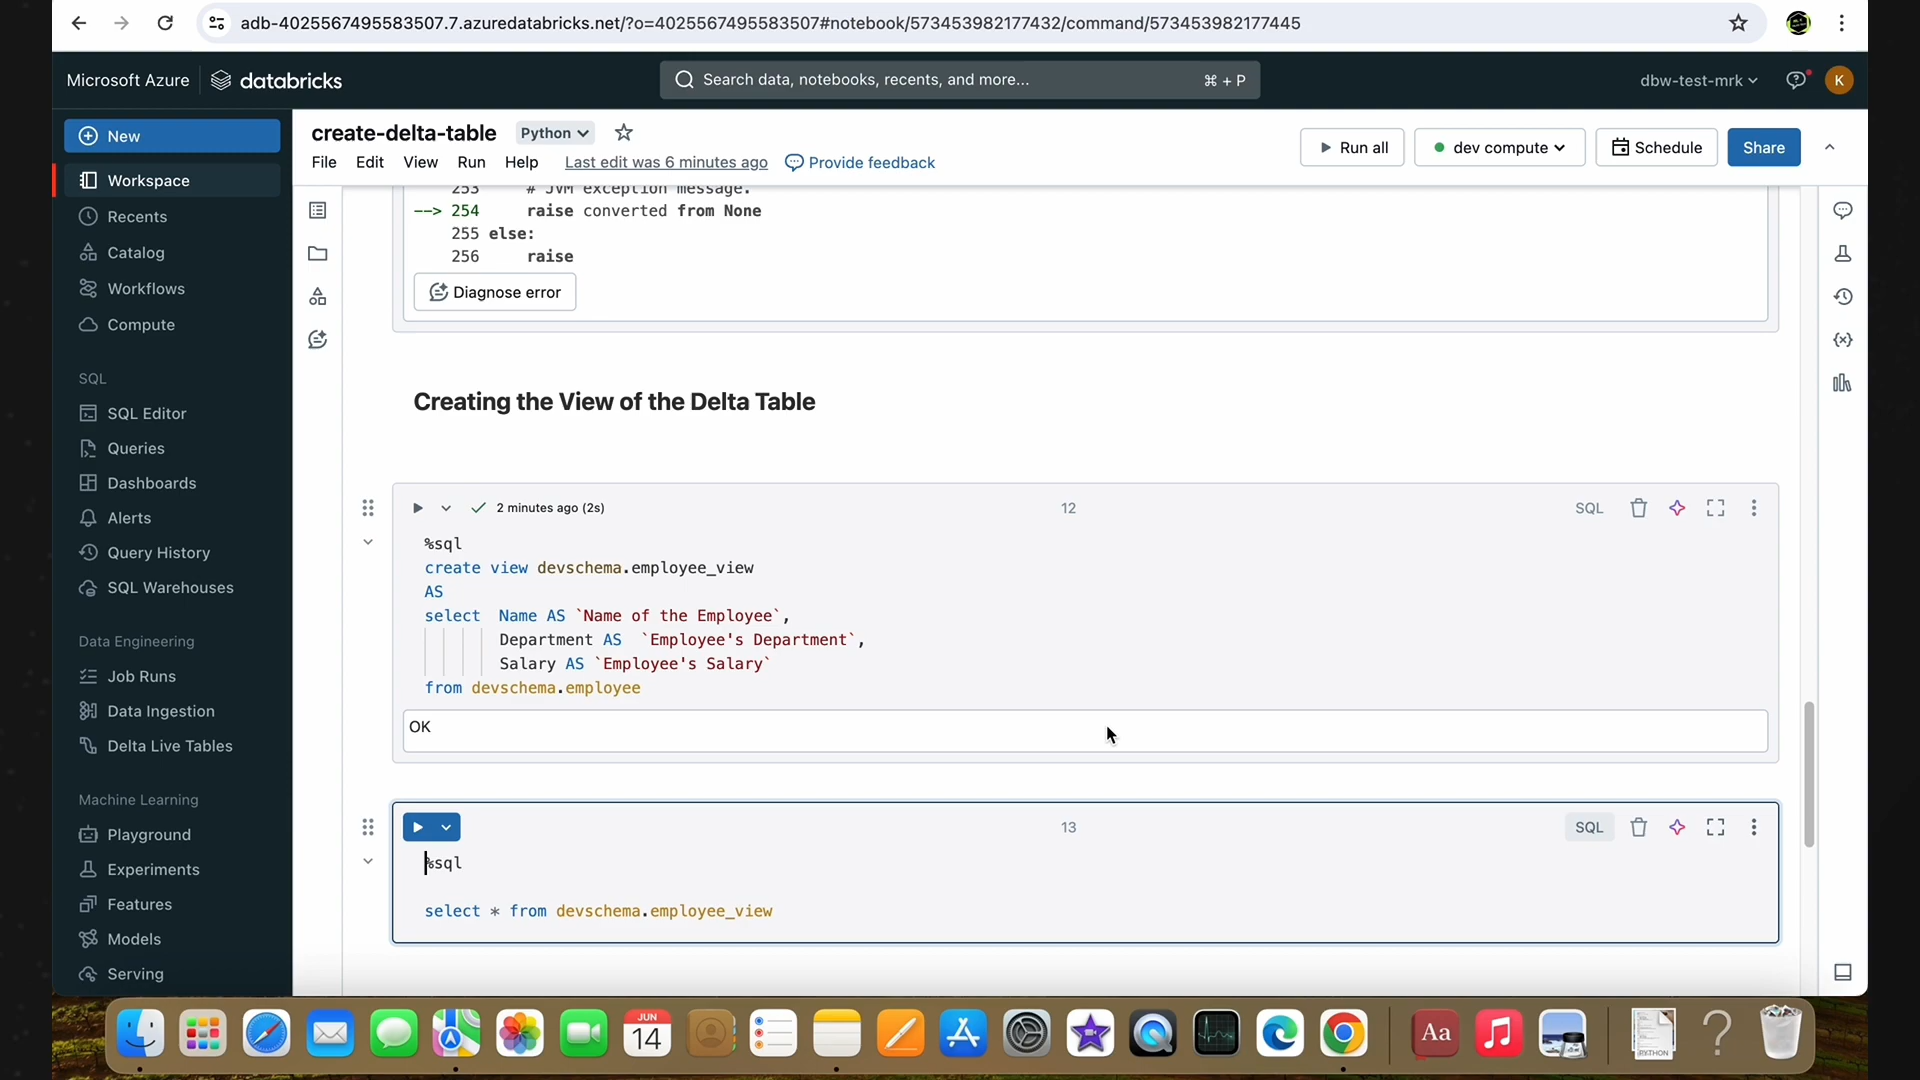 adb-4025567495583507.7.azuredatabricks.net/?o=4025567495583507#notebook/573453982177432/command/573453982177445
Microsoft Azure databricks
Search data, notebooks, recents, and more... ⌘ + P
dbw-test-mrk
K
New
Workspace
Recents
Catalog
Workflows
Compute
SQL
SQL Editor
Queries
Dashboards
Alerts
Query History
SQL Warehouses
Data Engineering
Job Runs
Data Ingestion
Delta Live Tables
Machine Learning
Playground
Experiments
Features
Models
Serving
create-delta-table Python
File Edit View Run Help Last edit was 6 minutes ago Provide feedback
Run all dev compute Schedule Share
253 # JVM exception message.
--> 254 raise converted from None
255 else:
256 raise
Diagnose error
Creating the View of the Delta Table
2 minutes ago (2s) 12 SQL
%sql
create view devschema.employee_view
AS
select Name AS `Name of the Employee`,
Department AS `Employee's Department`,
Salary AS `Employee's Salary`
from devschema.employee
OK
13 SQL
%sql
select * from devschema.employee_view
JUN
14
Aa
PYTHON